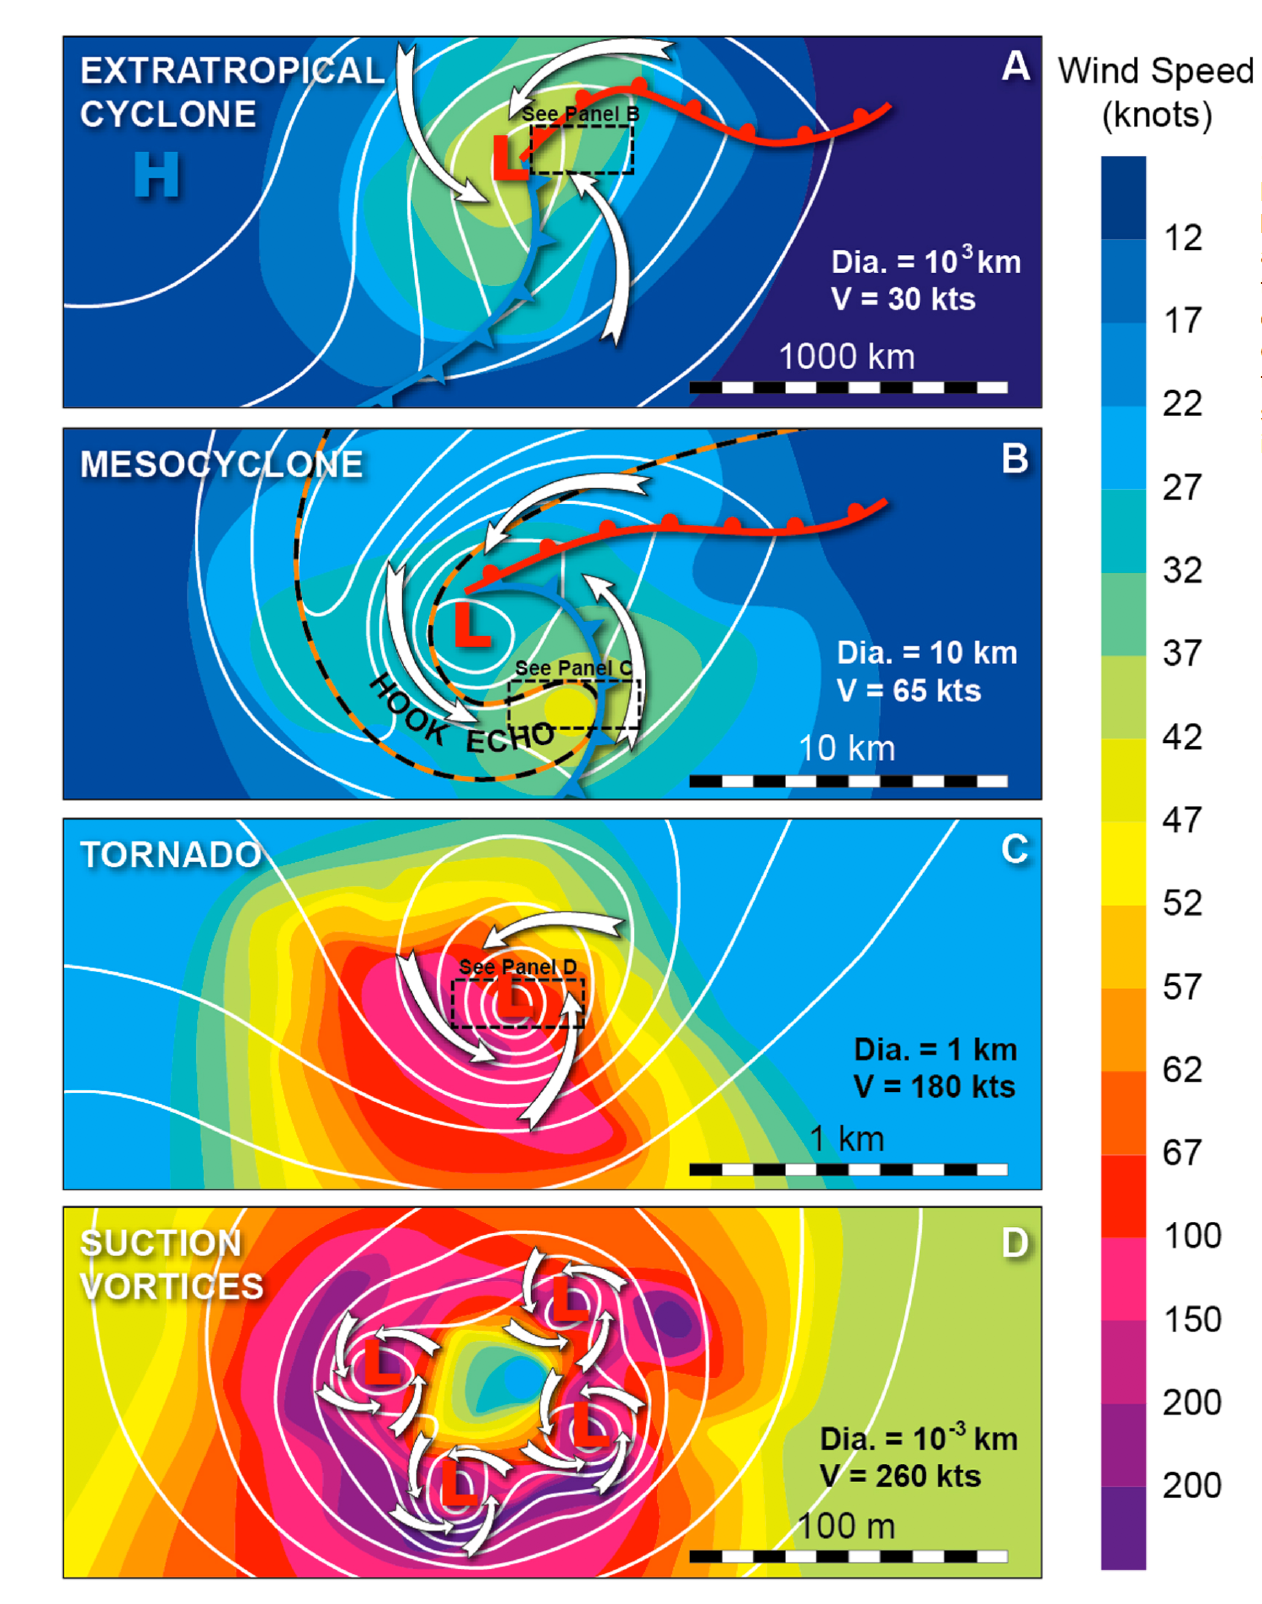 EXTRATROPICAL
CYCLONE
H
A
See Panel B
L
Dia. = 10³ km
V = 30 kts
1000 km
MESOCYCLONE
B
L
See Panel C
HOOK ECHO
Dia. = 10 km
V = 65 kts
10 km
TORNADO
C
See Panel D
L
Dia. = 1 km
V = 180 kts
1 km
SUCTION
VORTICES
D
L
L
L
L
Dia. = 10⁻³ km
V = 260 kts
100 m
Wind Speed
(knots)
12
17
22
27
32
37
42
47
52
57
62
67
100
150
200
200